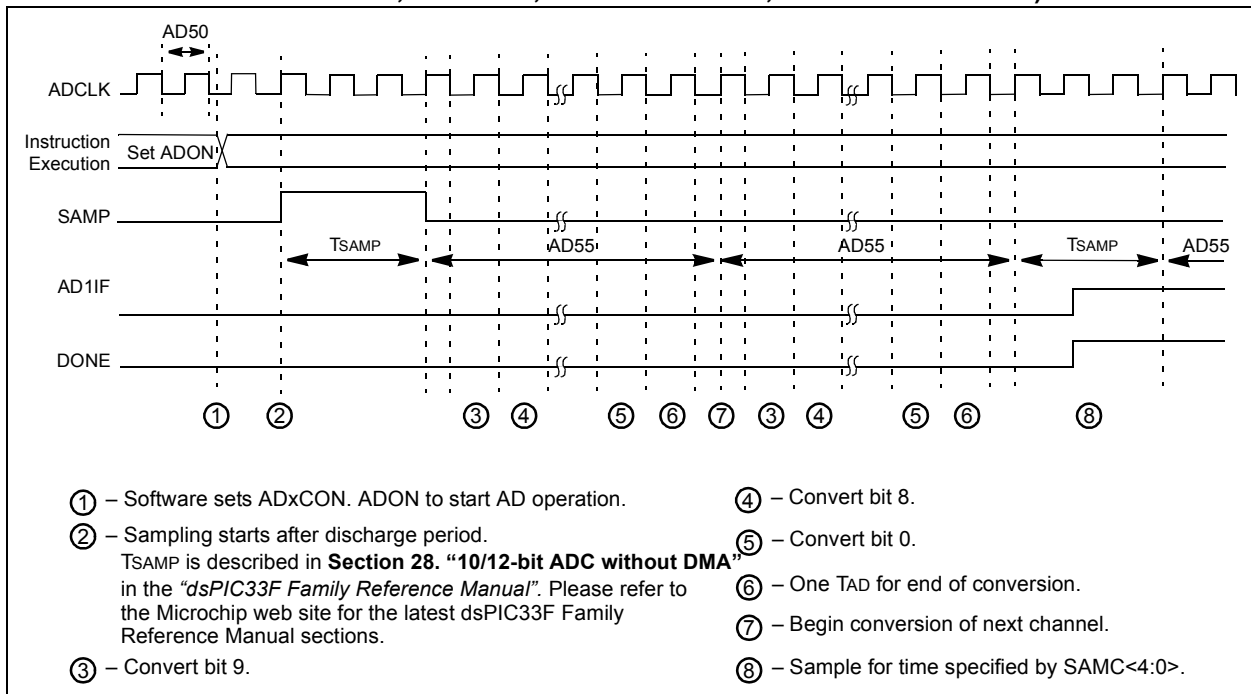 AD50
ADCLK
Instruction
Execution
Set ADON
SAMP
TSAMP
AD55
AD55
TSAMP
AD55
AD1IF
DONE
① ② ③ ④ ⑤ ⑥ ⑦ ③ ④ ⑤ ⑥ ⑧
① – Software sets ADxCON. ADON to start AD operation.
② – Sampling starts after discharge period.
TSAMP is described in Section 28. “10/12-bit ADC without DMA”
in the “dsPIC33F Family Reference Manual”. Please refer to
the Microchip web site for the latest dsPIC33F Family
Reference Manual sections.
③ – Convert bit 9.
④ – Convert bit 8.
⑤ – Convert bit 0.
⑥ – One TAD for end of conversion.
⑦ – Begin conversion of next channel.
⑧ – Sample for time specified by SAMC<4:0>.